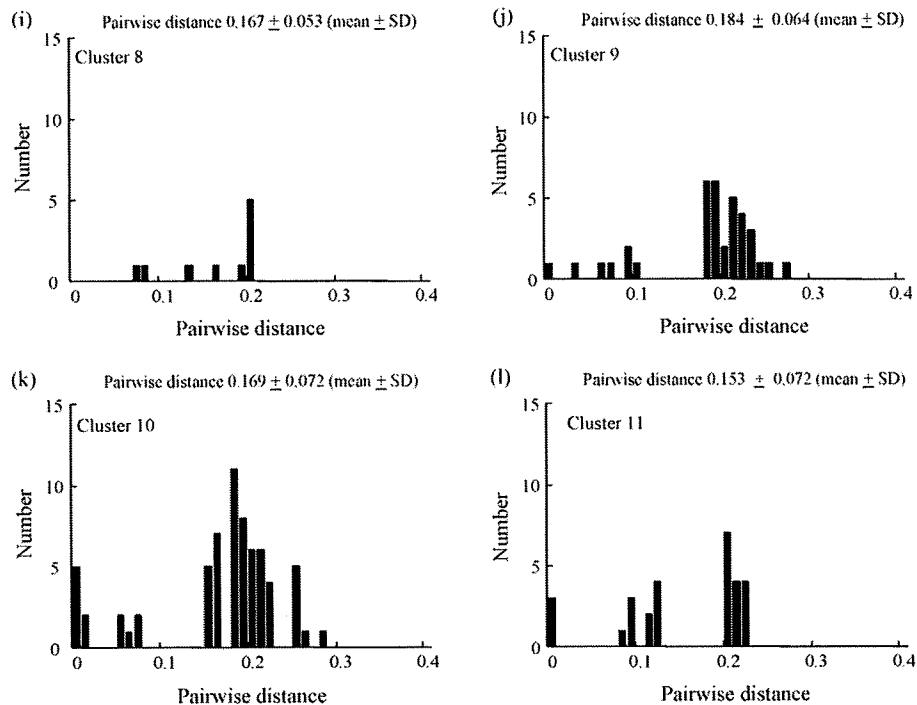 (i) Pairwise distance 0.167 ± 0.053 (mean ± SD)
Cluster 8
15
10
5
0
Number
0 0.1 0.2 0.3 0.4
Pairwise distance
(j) Pairwise distance 0.184 ± 0.064 (mean ± SD)
Cluster 9
15
10
5
0
Number
0 0.1 0.2 0.3 0.4
Pairwise distance
(k) Pairwise distance 0.169 ± 0.072 (mean ± SD)
Cluster 10
15
10
5
0
Number
0 0.1 0.2 0.3 0.4
Pairwise distance
(l) Pairwise distance 0.153 ± 0.072 (mean ± SD)
Cluster 11
15
10
5
0
Number
0 0.1 0.2 0.3 0.4
Pairwise distance